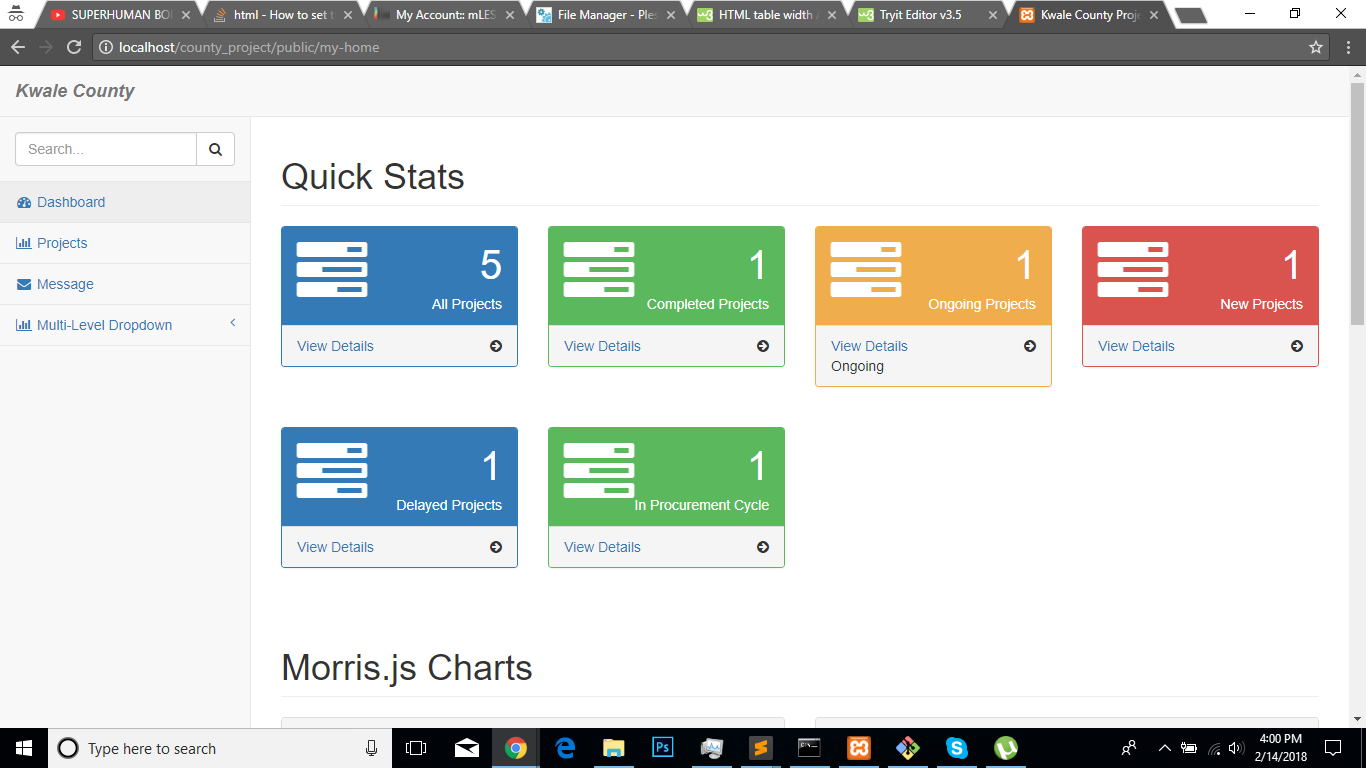 SUPERHUMAN BO
html - How to set t
My Account:: mLES
File Manager - Ples
HTML table width
Tryit Editor v3.5
Kwale County Proj
localhost/county_project/public/my-home
Kwale County
Search...
Dashboard
Projects
Message
Multi-Level Dropdown
Quick Stats
5
All Projects
View Details
1
Completed Projects
View Details
1
Ongoing Projects
View Details
Ongoing
1
New Projects
View Details
1
Delayed Projects
View Details
1
In Procurement Cycle
View Details
Morris.js Charts
Type here to search
Ps
4:00 PM
2/14/2018